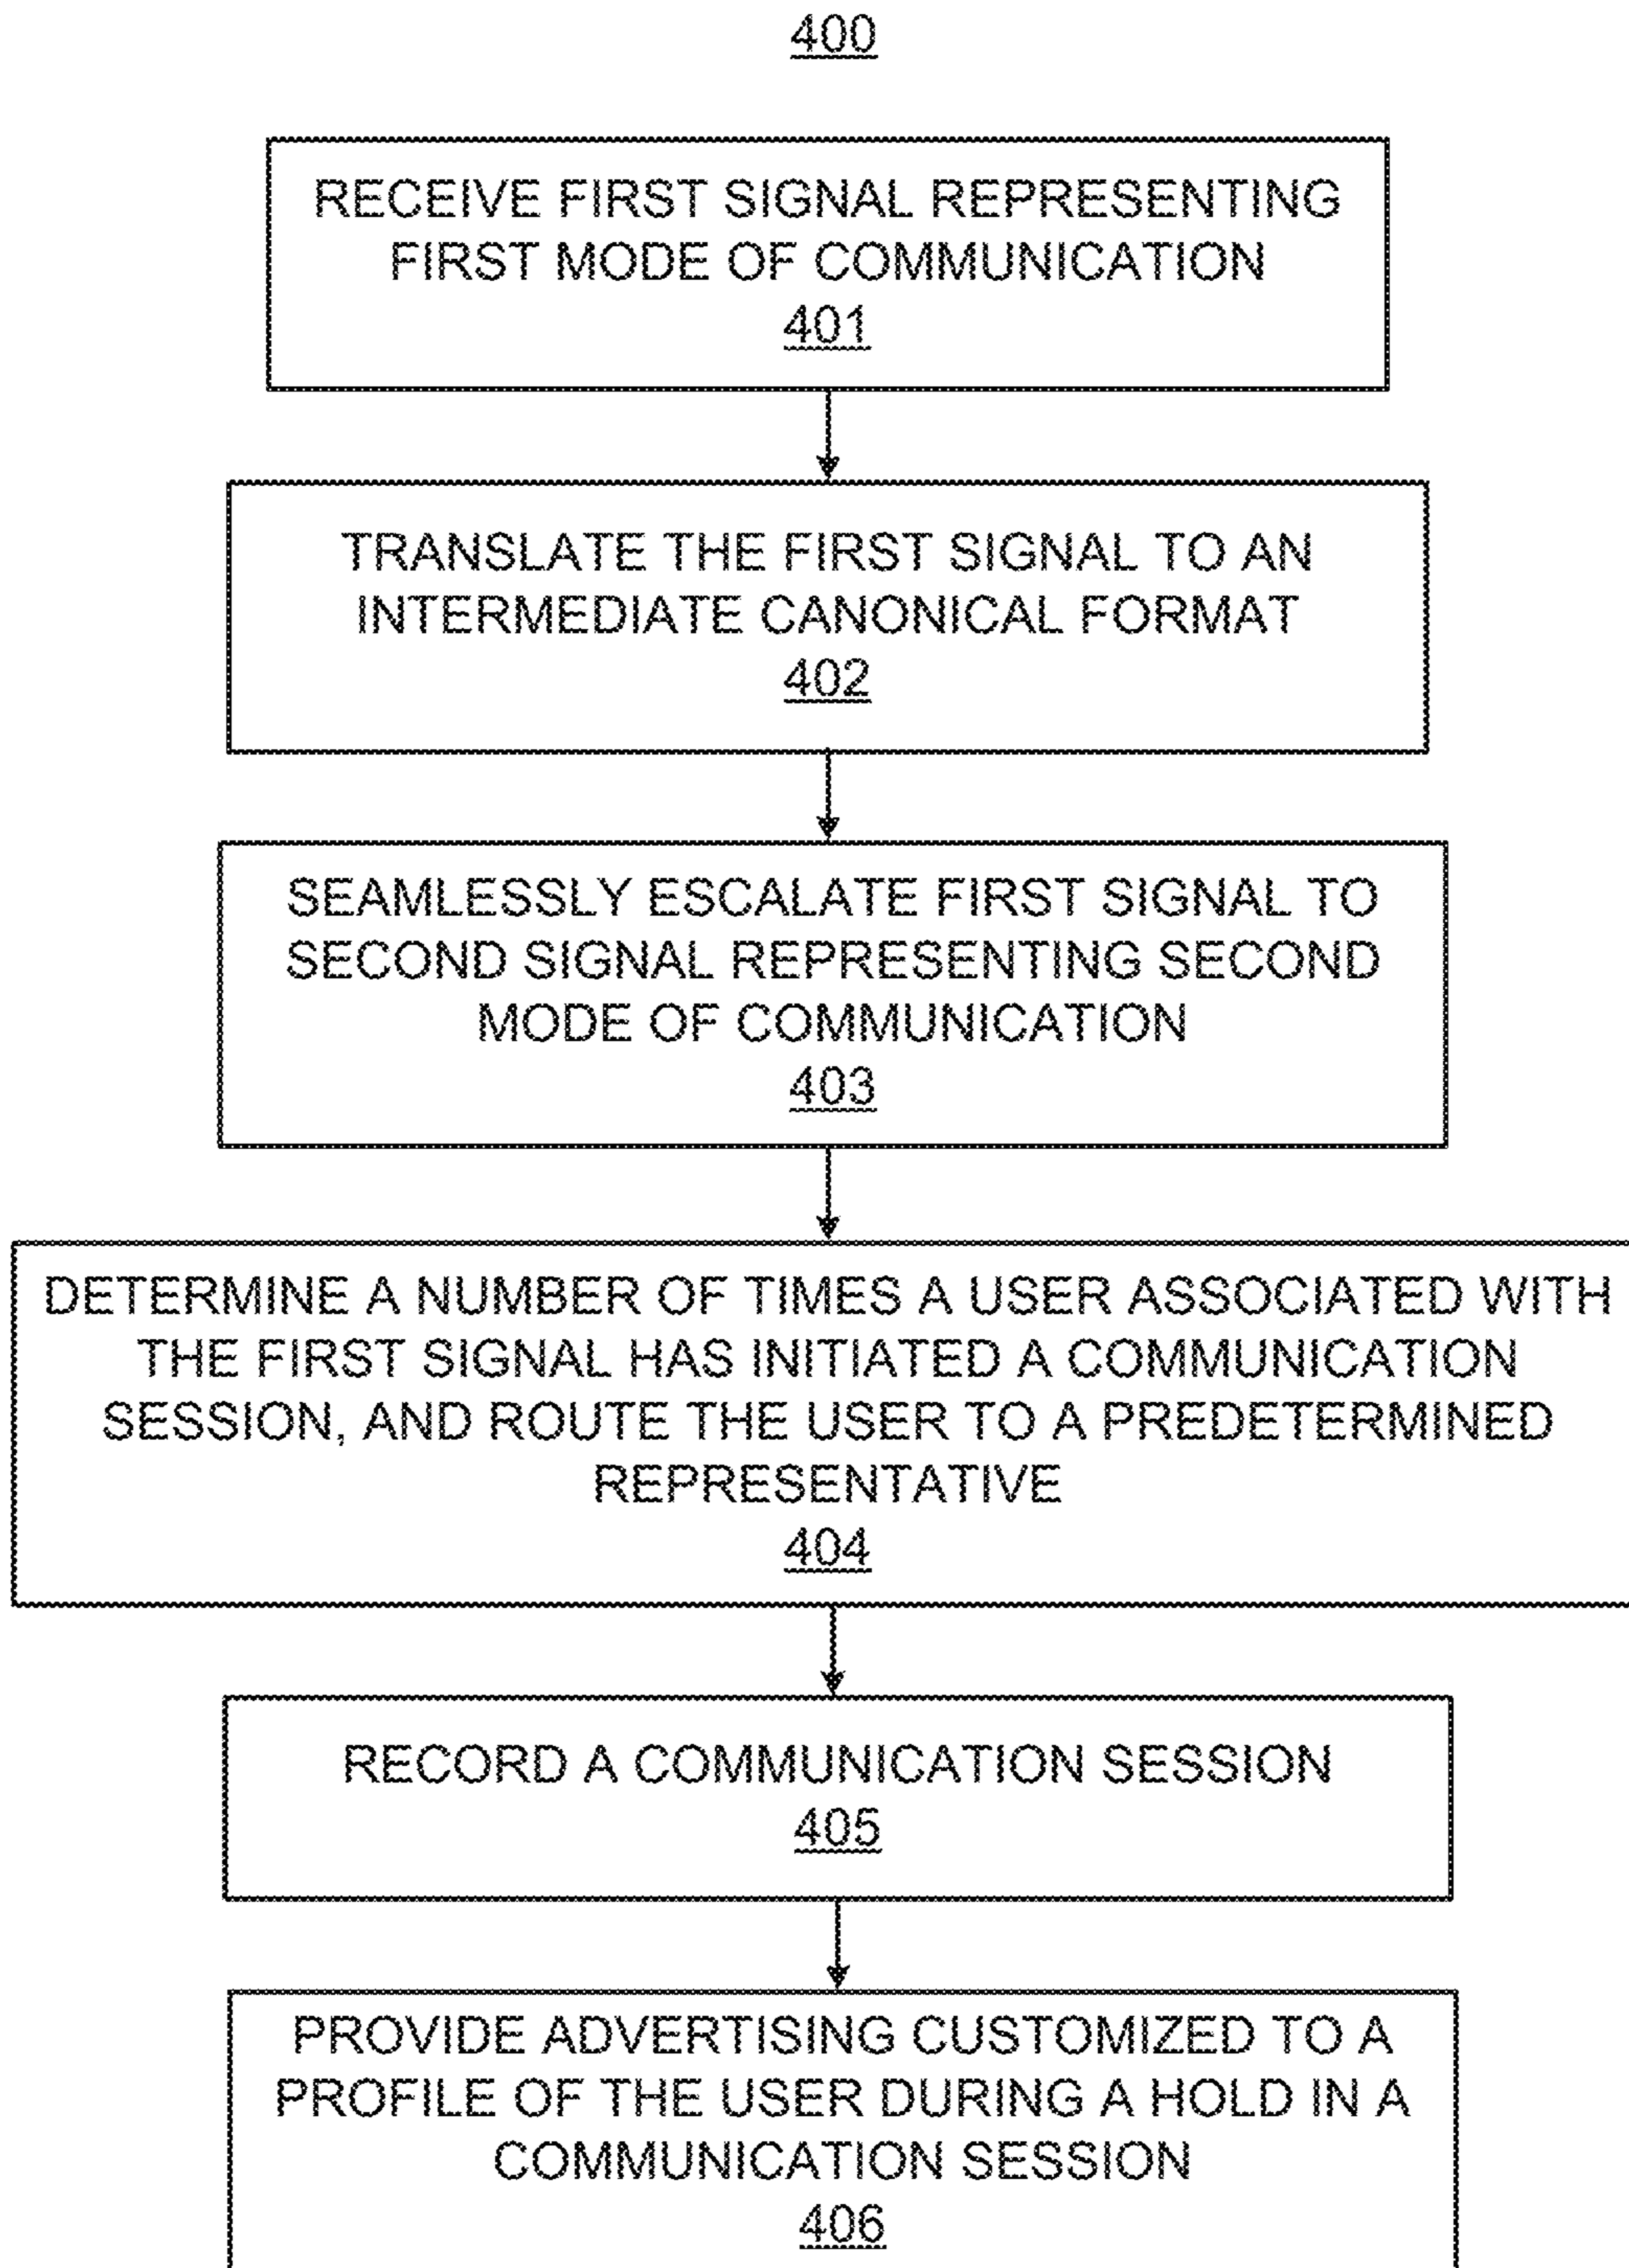 400
RECEIVE FIRST SIGNAL REPRESENTING
FIRST MODE OF COMMUNICATION
401
TRANSLATE THE FIRST SIGNAL TO AN
INTERMEDIATE CANONICAL FORMAT
402
SEAMLESSLY ESCALATE FIRST SIGNAL TO
SECOND SIGNAL REPRESENTING SECOND
MODE OF COMMUNICATION
403
DETERMINE A NUMBER OF TIMES A USER ASSOCIATED WITH
THE FIRST SIGNAL HAS INITIATED A COMMUNICATION
SESSION, AND ROUTE THE USER TO A PREDETERMINED
REPRESENTATIVE
404
RECORD A COMMUNICATION SESSION
405
PROVIDE ADVERTISING CUSTOMIZED TO A
PROFILE OF THE USER DURING A HOLD IN A
COMMUNICATION SESSION
406